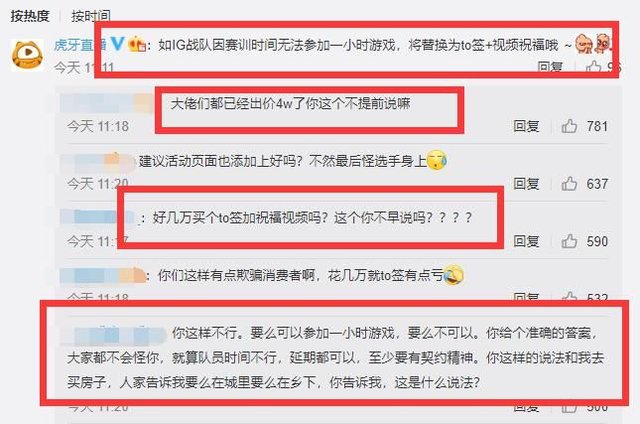 按热度 按时间
虎牙直播：如IG战队因赛训时间无法参加一小时游戏，将替换为to签+视频祝福哦 ~
今天 11:11 回复
大佬们都已经出价4w了你这个不提前说嘛
今天 11:18 回复 781
建议活动页面也添加上好吗？不然最后怪选手身上
今天 11:20 回复 637
：好几万买个to签加祝福视频吗？这个你不早说吗？？？？
回复 590
：你们这样有点欺骗消费者啊，花几万就to签有点亏
今天 11:18 回复 532
你这样不行。要么可以参加一小时游戏，要么不可以。你给个准确的答案，
大家都不会怪你，就算队员时间不行，延期都可以，至少要有契约精神。你这样的说法和我去
买房子，人家告诉我要么在城里要么在乡下，你告诉我，这是什么说法？
今天 11:20 回复